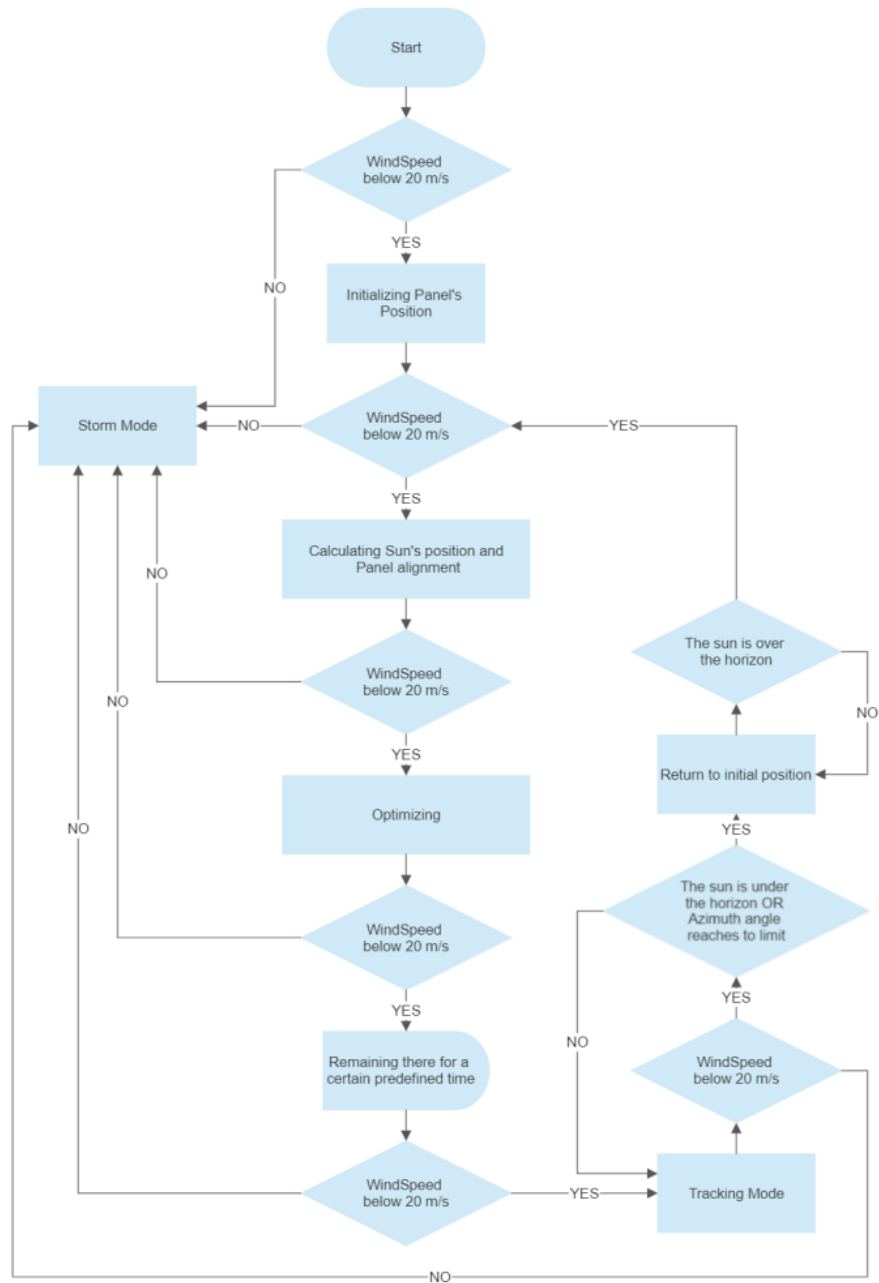 Start
WindSpeed
below 20 m/s
YES
NO
Initializing Panel's
Position
Storm Mode
NO
WindSpeed
below 20 m/s
YES
YES
Calculating Sun's position and
Panel alignment
NO
The sun is over
the horizon
WindSpeed
below 20 m/s
NO
NO
YES
Return to initial position
Optimizing
NO
YES
The sun is under
the horizon OR
Azimuth angle
reaches to limit
WindSpeed
below 20 m/s
YES
YES
NO
Remaining there for a
certain predefined time
WindSpeed
below 20 m/s
WindSpeed
below 20 m/s
YES
Tracking Mode
NO